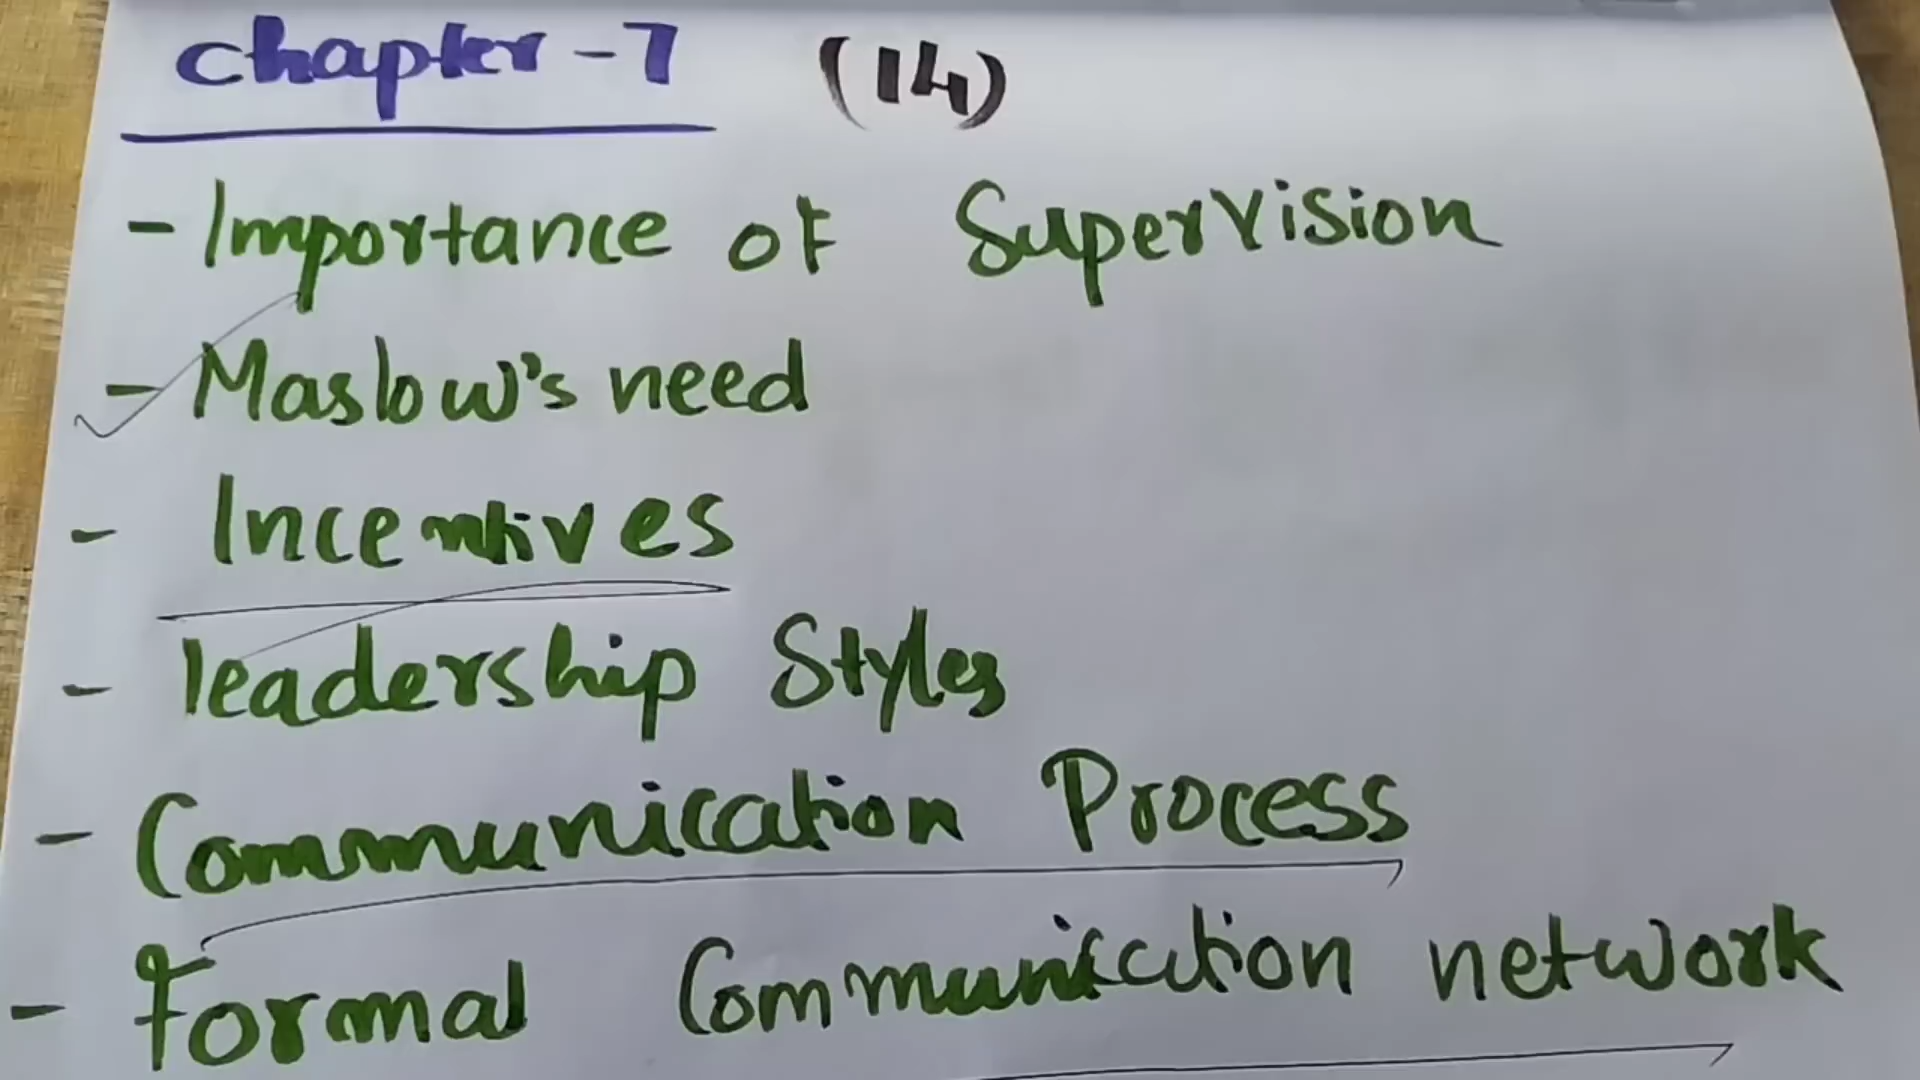 Chapter-7 (14)
- Importance of Supervision
- Maslow's need
- Incentives
- leadership Styles
- Communication Process
- Formal Communication network